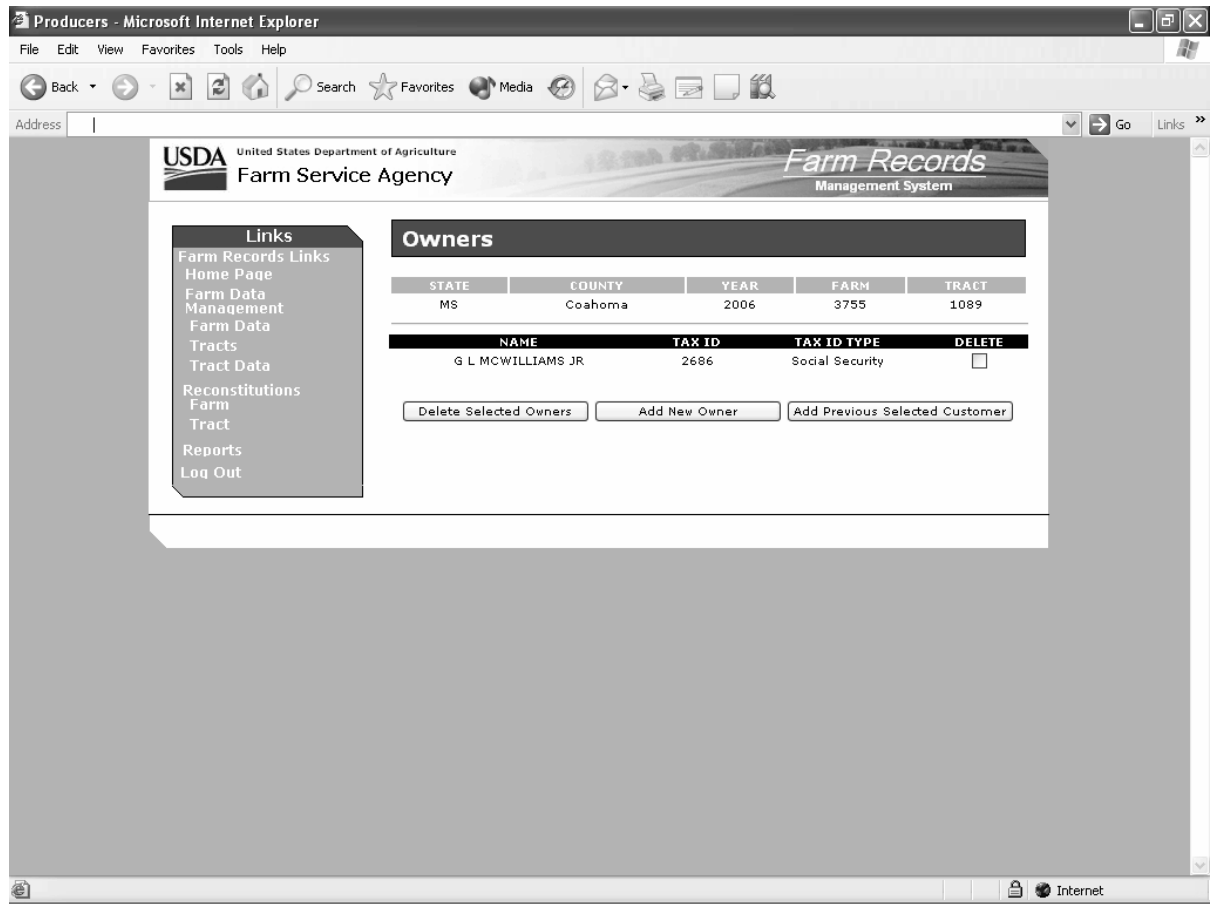 Producers - Microsoft Internet Explorer
File Edit View Favorites Tools Help
Back Search Favorites Media
Address Go Links »
USDA United States Department of Agriculture
Farm Service Agency
Farm Records
Management System
Links
Farm Records Links
Home Page
Farm Data
Management
Farm Data
Tracts
Tract Data
Reconstitutions
Farm
Tract
Reports
Log Out
Owners
STATE COUNTY YEAR FARM TRACT
MS Coahoma 2006 3755 1089
NAME TAX ID TAX ID TYPE DELETE
G L MCWILLIAMS JR 2686 Social Security
Delete Selected Owners Add New Owner Add Previous Selected Customer
Internet